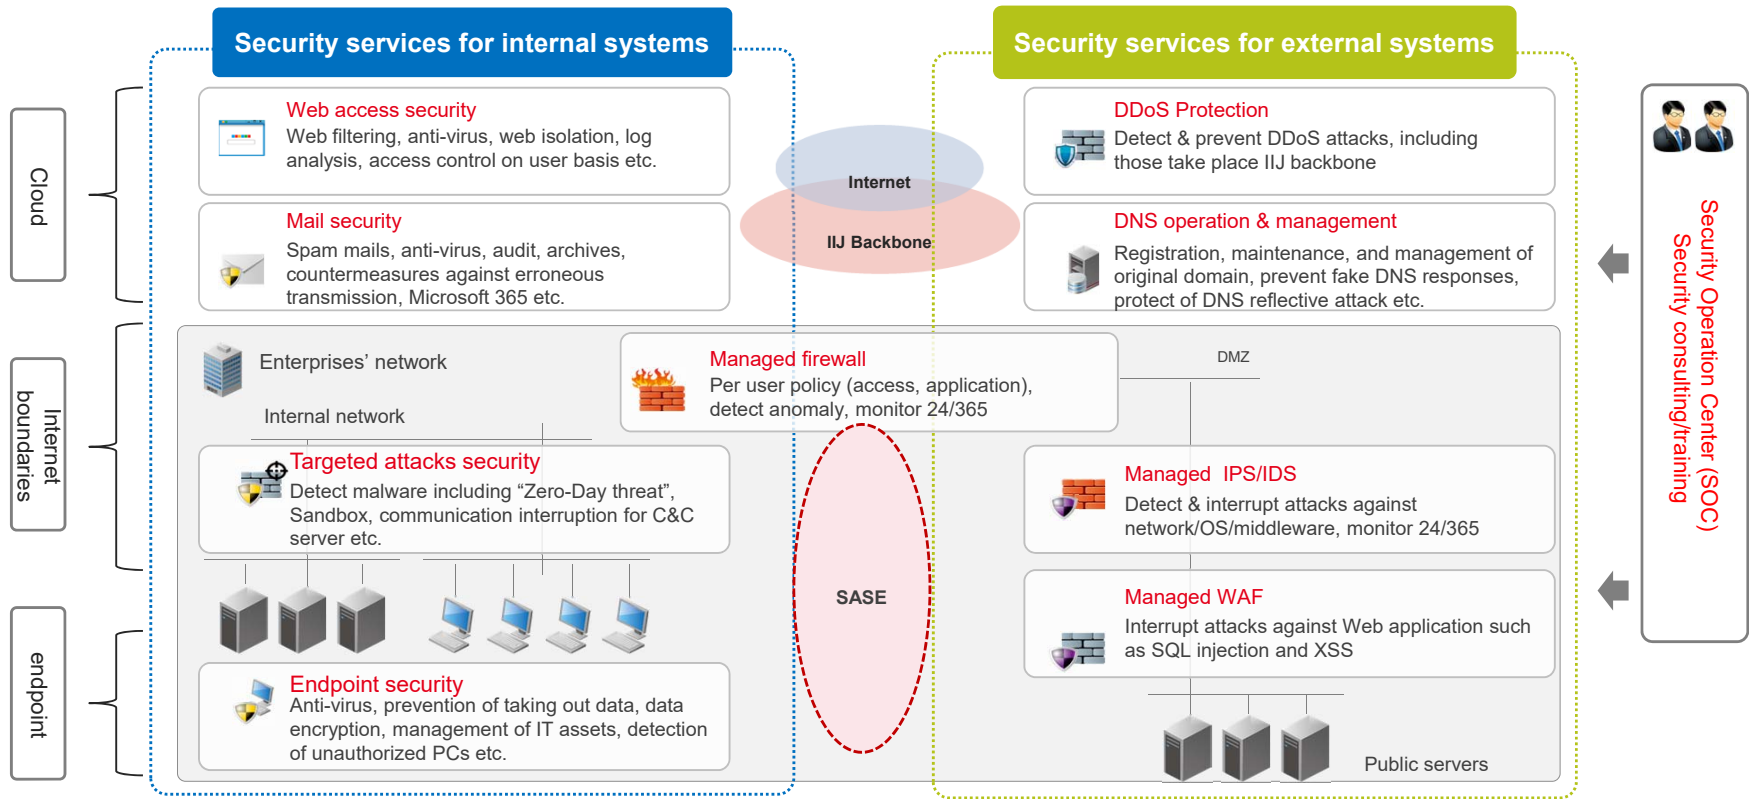 Security services for internal systems
Security services for external systems
Cloud
Web access security
Web filtering, anti-virus, web isolation, log
analysis, access control on user basis etc.
Mail security
Spam mails, anti-virus, audit, archives,
countermeasures against erroneous
transmission, Microsoft 365 etc.
Internet
IIJ Backbone
DDoS Protection
Detect & prevent DDoS attacks, including
those take place IIJ backbone
DNS operation & management
Registration, maintenance, and management of
original domain, prevent fake DNS responses,
protect of DNS reflective attack etc.
Security Operation Center (SOC)
Security consulting/training
Internet
boundaries
Enterprises’ network
Internal network
Managed firewall
Per user policy (access, application),
detect anomaly, monitor 24/365
DMZ
Targeted attacks security
Detect malware including “Zero-Day threat”,
Sandbox, communication interruption for C&C
server etc.
SASE
Managed  IPS/IDS
Detect & interrupt attacks against
network/OS/middleware, monitor 24/365
Managed WAF
Interrupt attacks against Web application such
as SQL injection and XSS
endpoint
Endpoint security
Anti-virus, prevention of taking out data, data
encryption, management of IT assets, detection
of unauthorized PCs etc.
Public servers